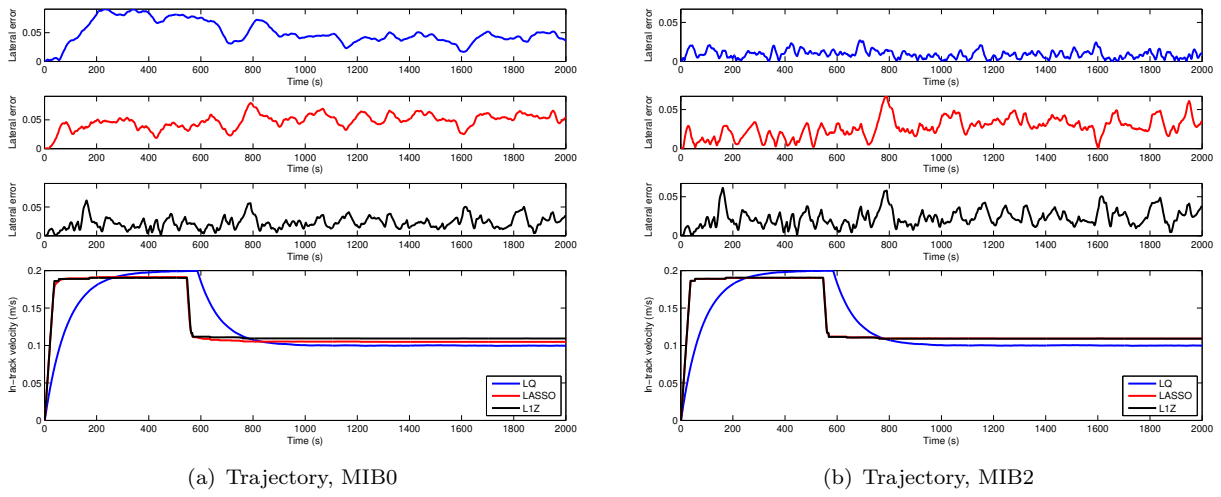 Lateral error
0.05
0
0 200 400 600 800 1000 1200 1400 1600 1800 2000
Time (s)
Lateral error
0.05
0
0 200 400 600 800 1000 1200 1400 1600 1800 2000
Time (s)
Lateral error
0.05
0
0 200 400 600 800 1000 1200 1400 1600 1800 2000
Time (s)
In-track velocity (m/s)
0.2
0.15
0.1
0.05
0
LQ
LASSO
L1Z
0 200 400 600 800 1000 1200 1400 1600 1800 2000
Time (s)
(a) Trajectory, MIB0
Lateral error
0.05
0
0 200 400 600 800 1000 1200 1400 1600 1800 2000
Time (s)
Lateral error
0.05
0
0 200 400 600 800 1000 1200 1400 1600 1800 2000
Time (s)
Lateral error
0.05
0
0 200 400 600 800 1000 1200 1400 1600 1800 2000
Time (s)
In-track velocity (m/s)
0.2
0.15
0.1
0.05
0
LQ
LASSO
L1Z
0 200 400 600 800 1000 1200 1400 1600 1800 2000
Time (s)
(b) Trajectory, MIB2